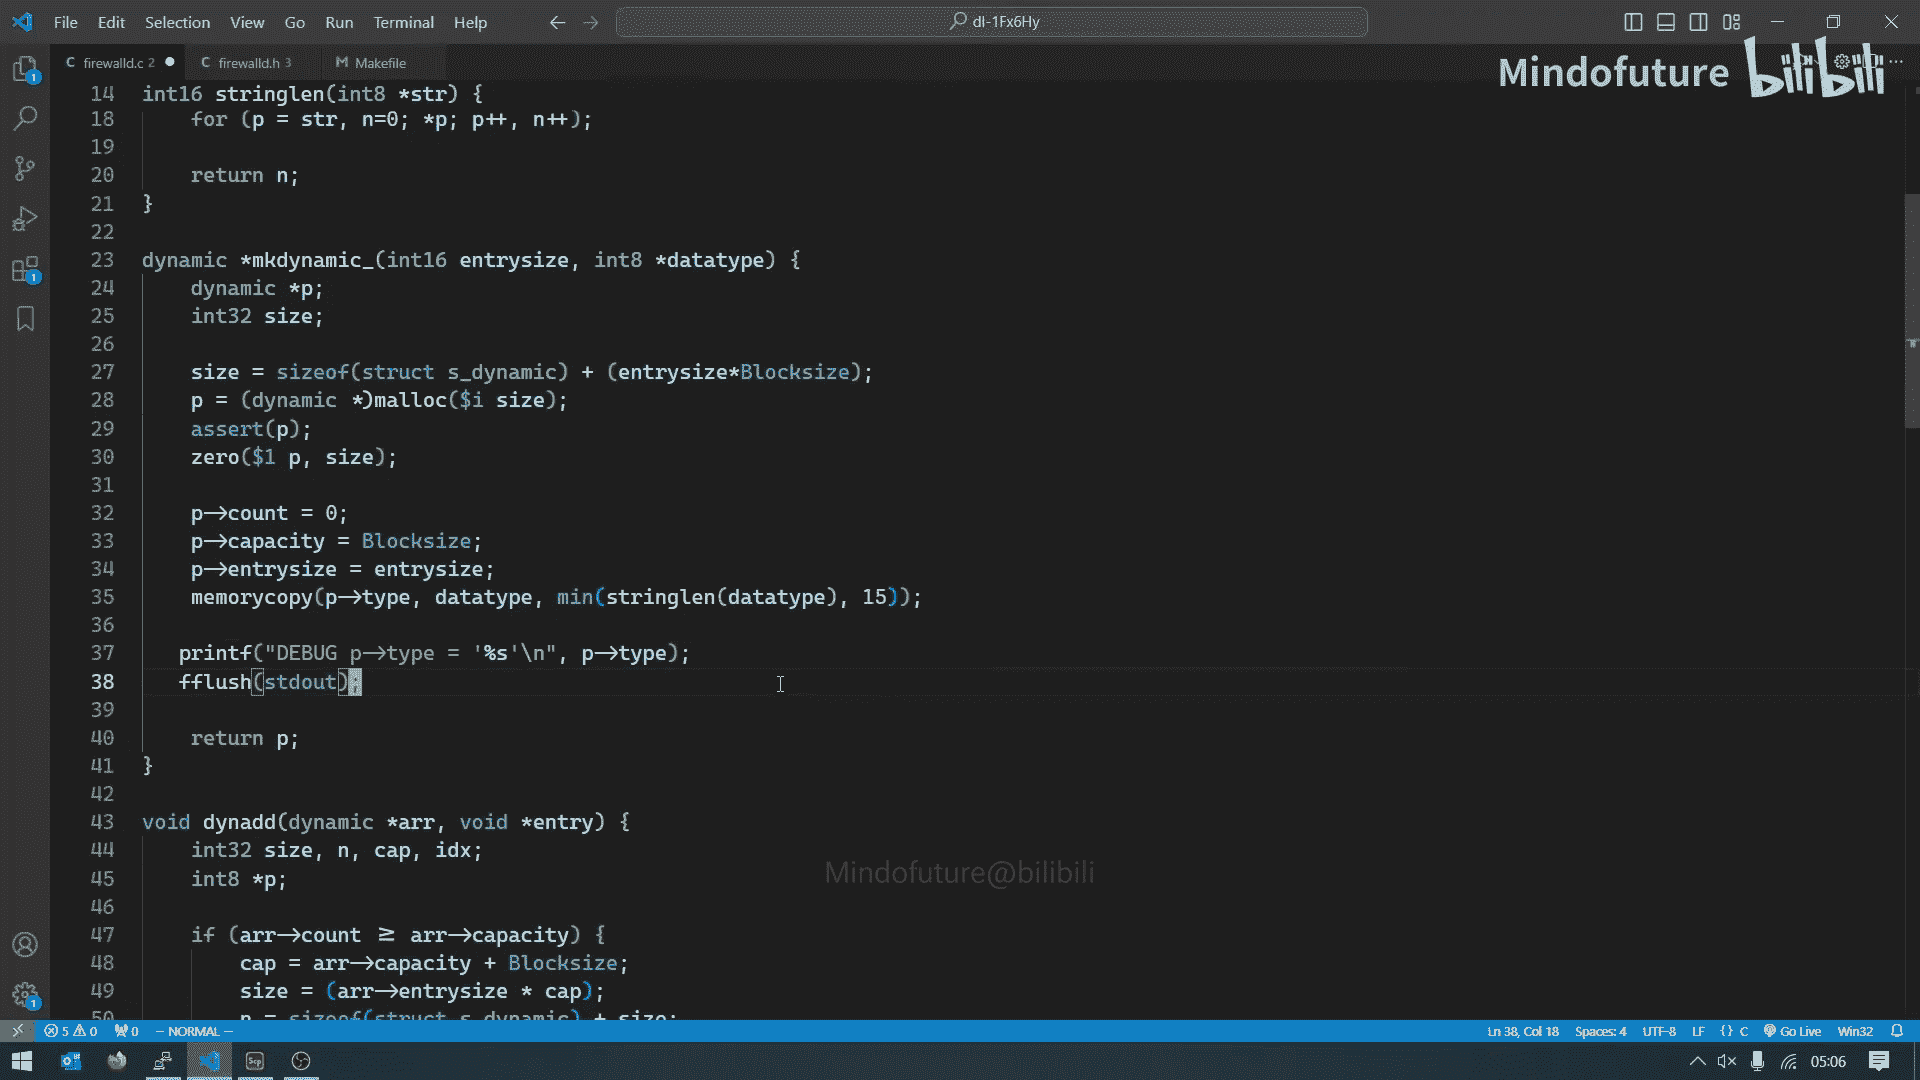 File Edit Selection View Go Run Terminal Help
dl-1Fx6Hy
firewalld.c 2
firewalld.h 3
Makefile
Mindofuture bilibili
14 int16 stringlen(int8 *str) {
18 for (p = str, n=0; *p; p++, n++);
19
20 return n;
21 }
22
23 dynamic *mkdynamic_(int16 entrysize, int8 *datatype) {
24 dynamic *p;
25 int32 size;
26
27 size = sizeof(struct s_dynamic) + (entrysize*Blocksize);
28 p = (dynamic *)malloc($i size);
29 assert(p);
30 zero($1 p, size);
31
32 p->count = 0;
33 p->capacity = Blocksize;
34 p->entrysize = entrysize;
35 memorycopy(p->type, datatype, min(stringlen(datatype), 15));
36
37 printf("DEBUG p->type = '%s'\n", p->type);
38 fflush(stdout);
39
40 return p;
41 }
42
43 void dynadd(dynamic *arr, void *entry) {
44 int32 size, n, cap, idx;
45 int8 *p;
46
47 if (arr->count ≥ arr->capacity) {
48 cap = arr->capacity + Blocksize;
49 size = (arr->entrysize * cap);
50 n = sizeof(struct s_dynamic) + size;
Mindofuture@bilibili
5 0 0 -- NORMAL -- Ln 38, Col 18 Spaces: 4 UTF-8 LF {} C Go Live Win32
05:06